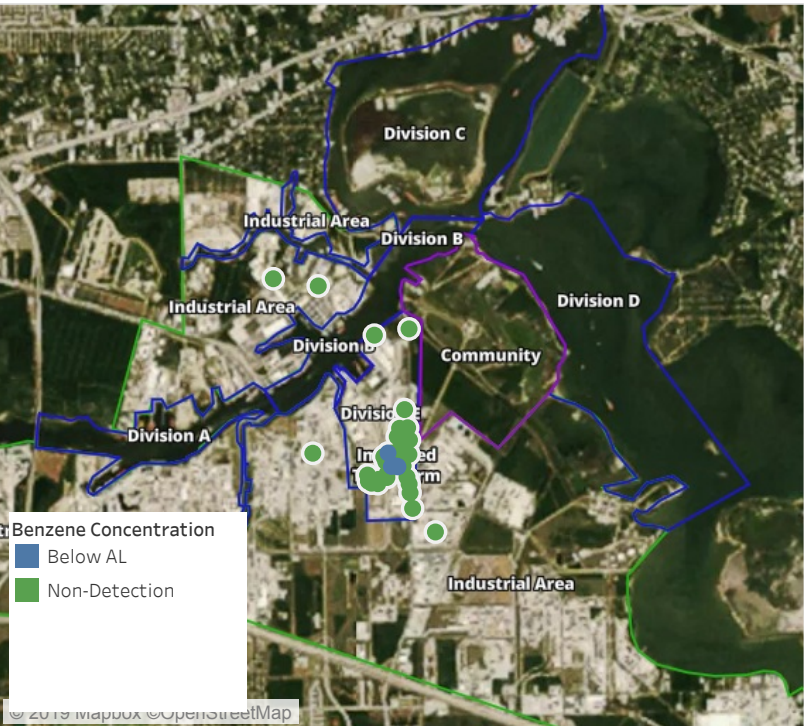 Division C
Industrial Area
Division B
Industrial Area
Division D
Division
Community
Division A
Benzene Concentration
Below AL
Non-Detection
Industrial Area
© 2019 Mapbox ©OpenStreetMap